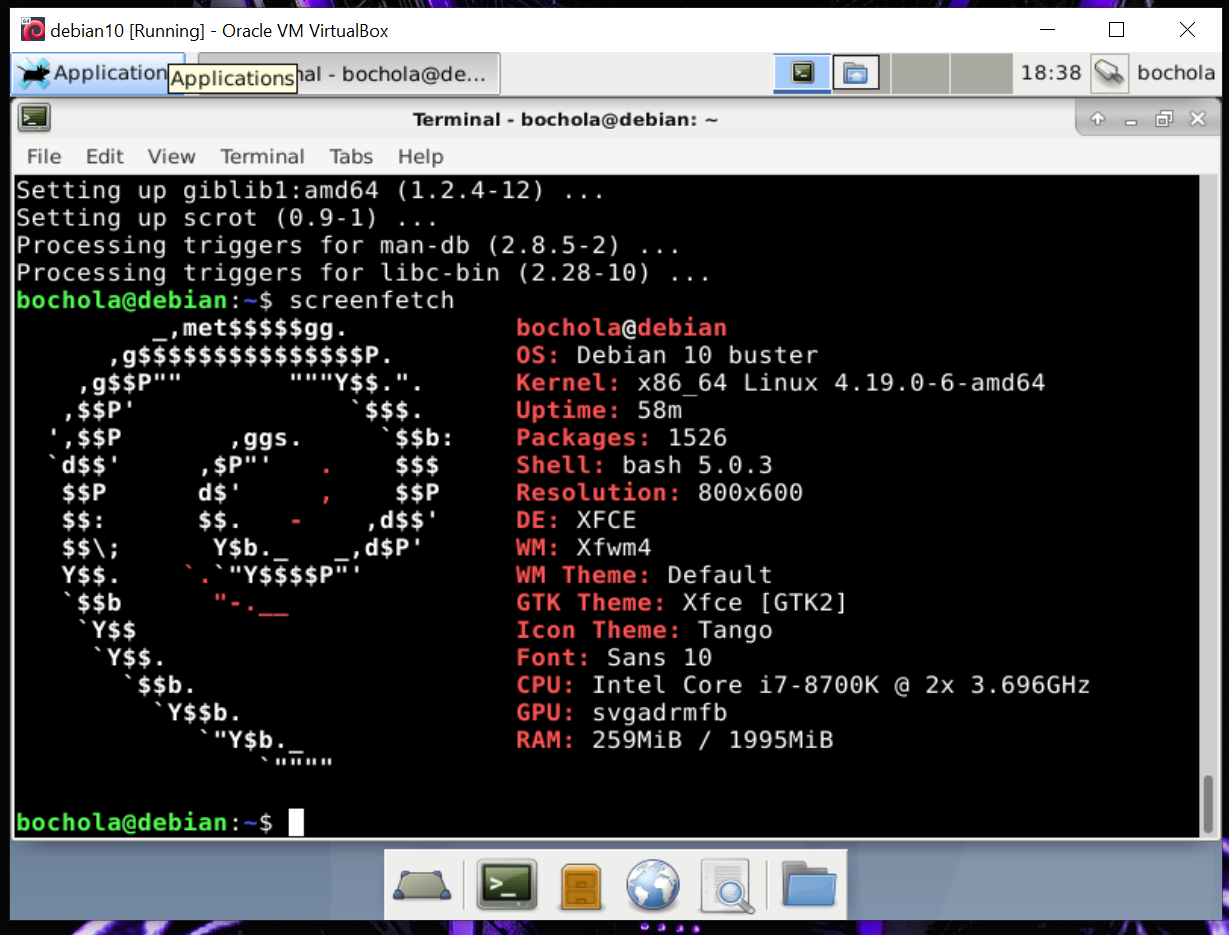 debian10 [Running] - Oracle VM VirtualBox
Application
Applications
nal - bochola@de...
18:38
bochola
Terminal - bochola@debian: ~
File Edit View Terminal Tabs Help
Setting up giblib1:amd64 (1.2.4-12) ...
Setting up scrot (0.9-1) ...
Processing triggers for man-db (2.8.5-2) ...
Processing triggers for libc-bin (2.28-10) ...
bochola@debian:~$ screenfetch
         _,met$$$$$gg.           bochola@debian
      ,g$$$$$$$$$$$$$$$P.        OS: Debian 10 buster
    ,g$$P""       """Y$$.".      Kernel: x86_64 Linux 4.19.0-6-amd64
   ,$$P'              `$$$.      Uptime: 58m
  ',$$P       ,ggs.     `$$b:    Packages: 1526
  `d$$'     ,$P"'   .    $$$     Shell: bash 5.0.3
   $$P      d$'     ,    $$P     Resolution: 800x600
   $$:      $$.   -    ,d$$'     DE: XFCE
   $$\;      Y$b._   _,d$P'      WM: Xfwm4
   Y$$.    `.`"Y$$$$P"'          WM Theme: Default
   `$$b      "-.__               GTK Theme: Xfce [GTK2]
    `Y$$                         Icon Theme: Tango
     `Y$$.                       Font: Sans 10
       `$$b.                     CPU: Intel Core i7-8700K @ 2x 3.696GHz
         `Y$$b.                  GPU: svgadrmfb
            `"Y$b._              RAM: 259MiB / 1995MiB
                `""""
bochola@debian:~$